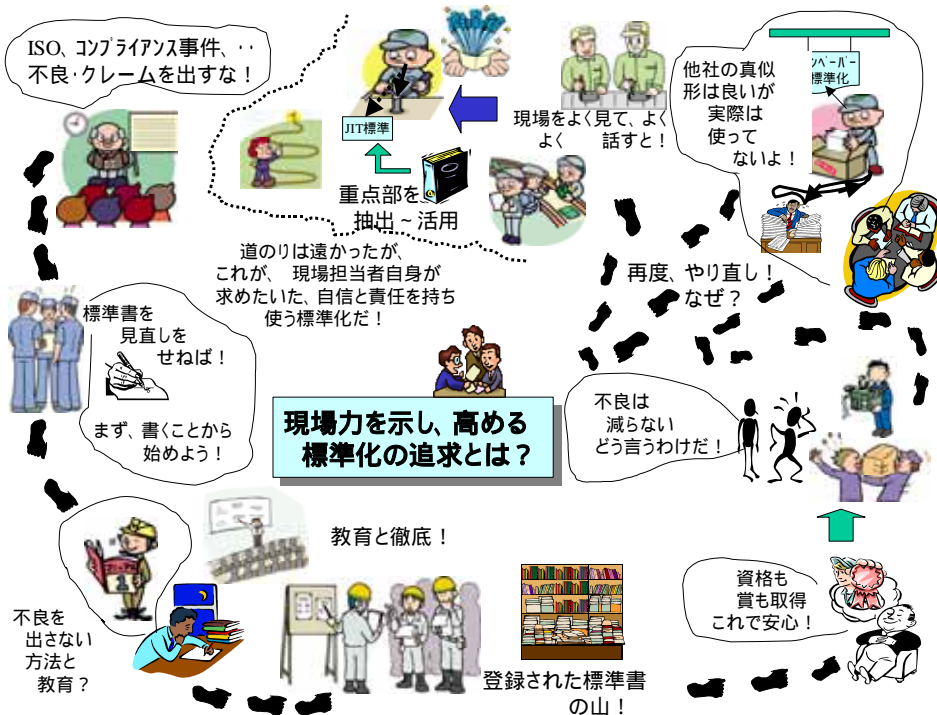 ISO、コンプライアンス事件、‥
不良・クレームを出すな！
標準書を
見直しを
せねば！
まず、書くことから
始めよう！
不良を
出さない
方法と
教育？
マニュアル
1
教育と徹底！
登録された標準書
の山！
資格も
賞も取得
これで安心！
不良は
減らない
どう言うわけだ！
再度、やり直し！
なぜ？
他社の真似
形は良いが
実際は
使って
ないよ！
ンペーパー
標準化
現場をよく見て、よく
よく　話すと！
JIT標準
重点部を
抽出～活用
道のりは遠かったが、
これが、現場担当者自身が
求めたいた、自信と責任を持ち
使う標準化だ！
現場力を示し、高める
標準化の追求とは？